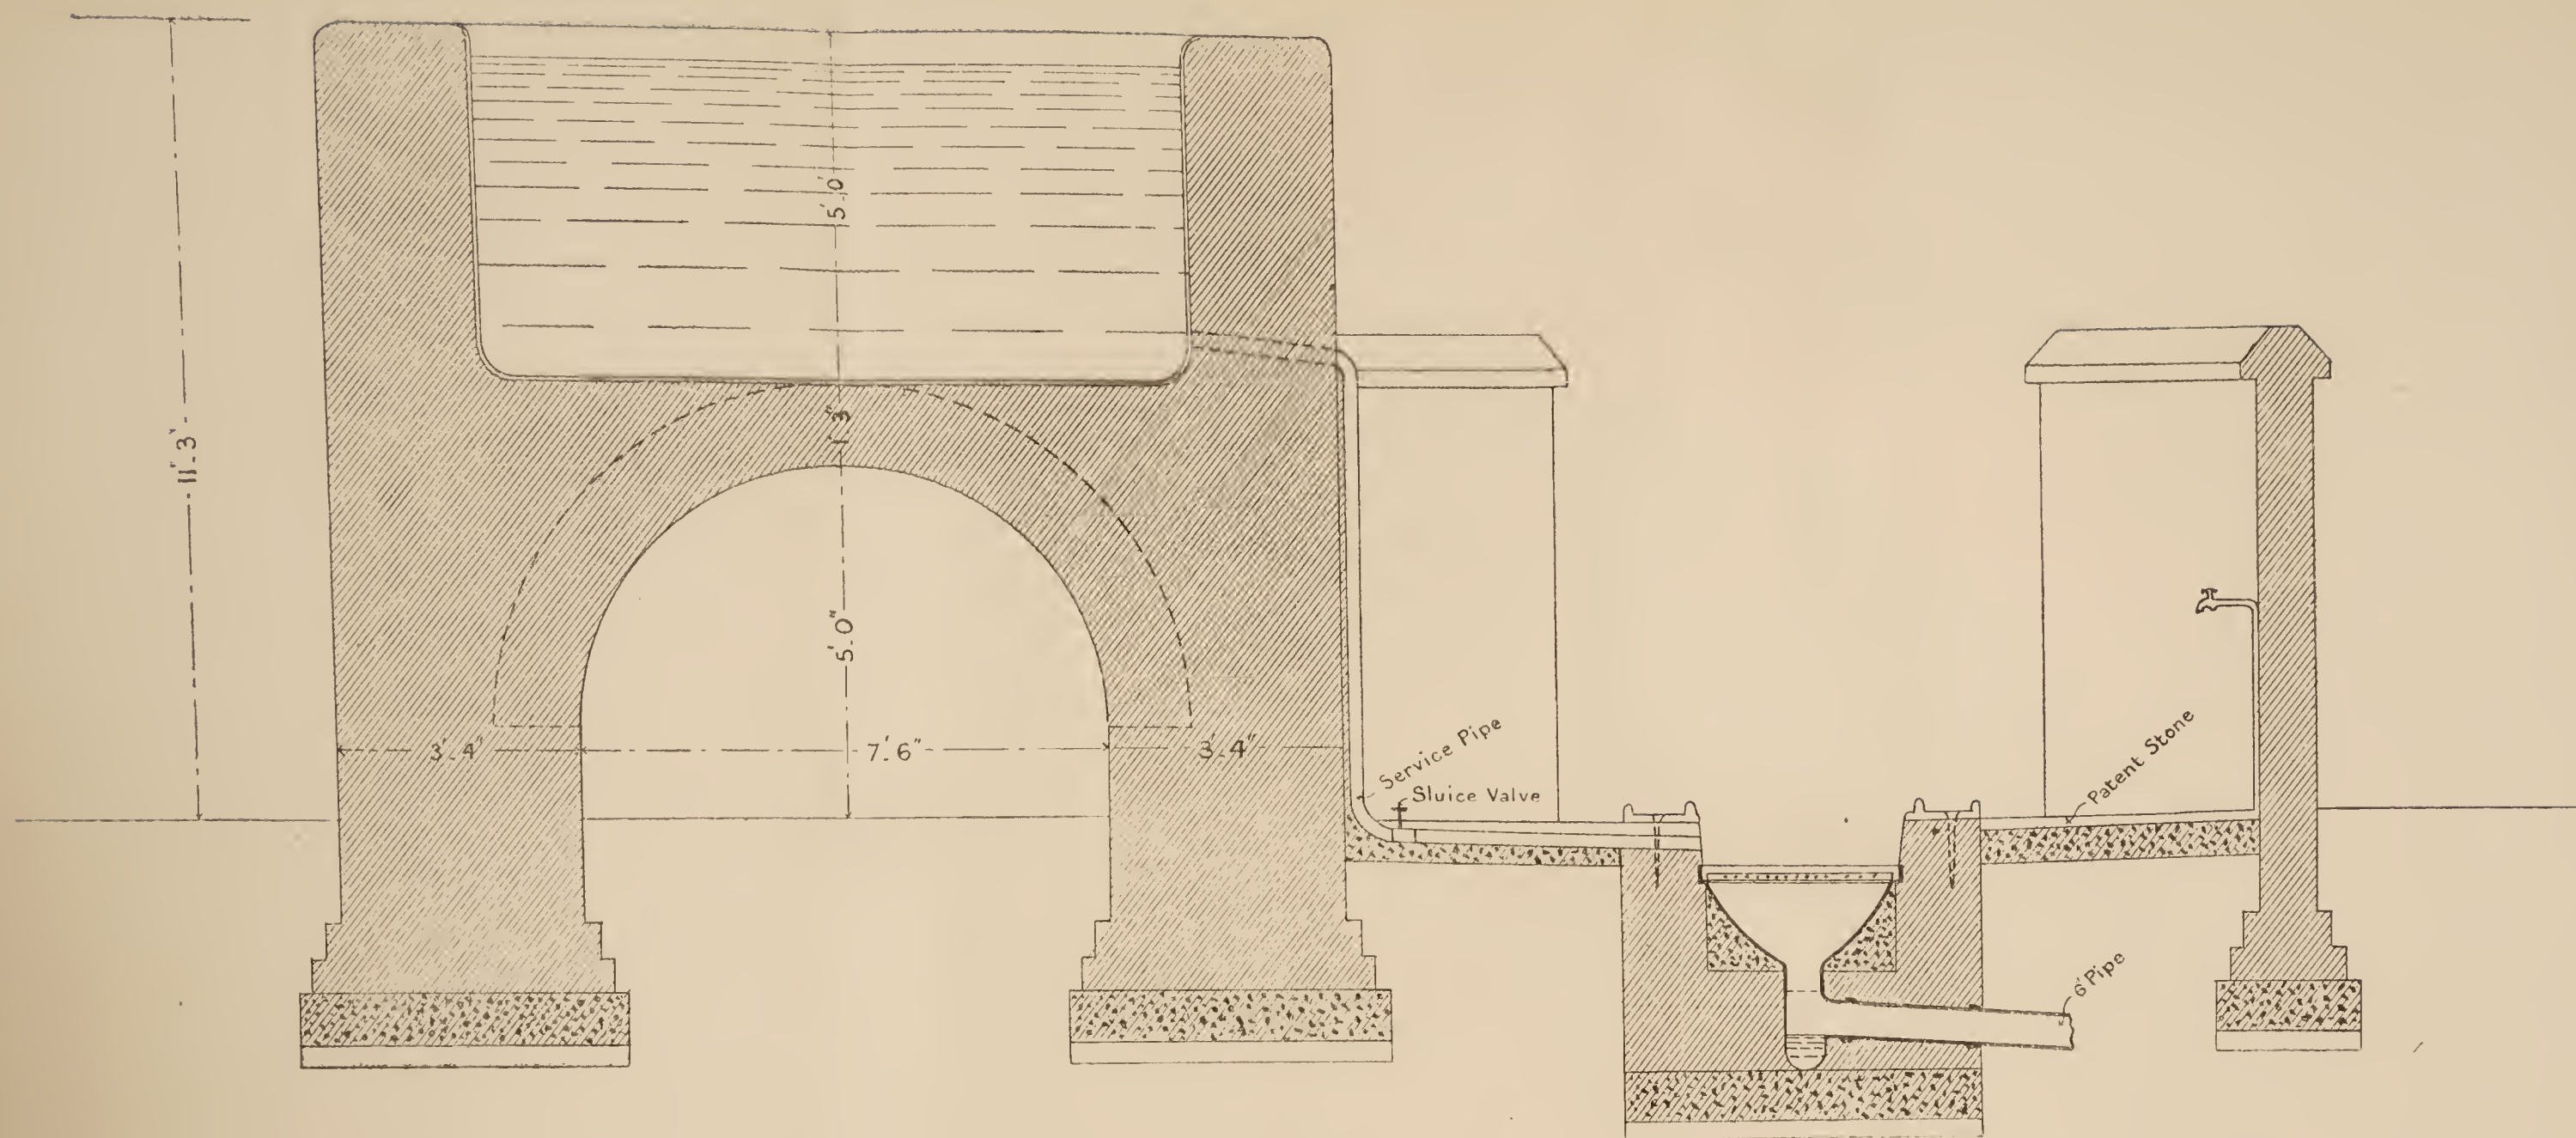 5'.0"
1'.3"
11'.3"
5'.0"
3'.4"
7'.6"
3'.4"
Service Pipe
Sluice Valve
Patent Stone
6" Pipe